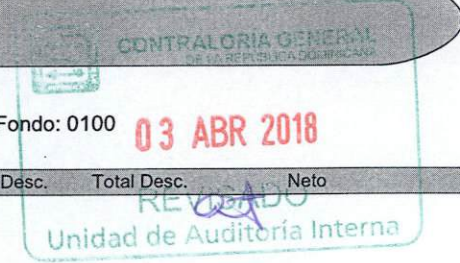 CONTRALORIA GENERAL
DE LA REPUBLICA DOMINICANA
Fondo: 0100
03 ABR 2018
Desc. Total Desc. Neto
REVISADO
Unidad de Auditoría Interna